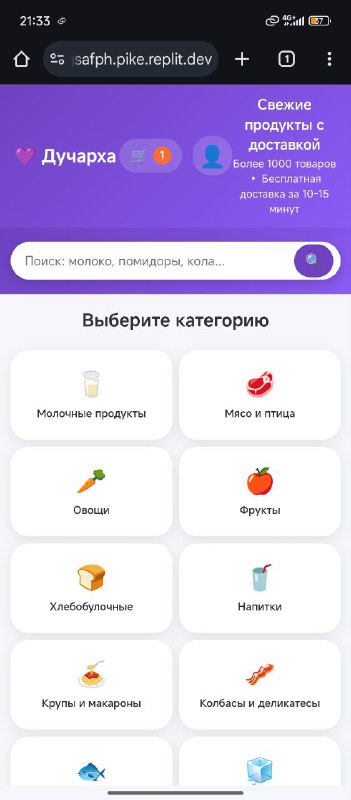 21:33
4G+
37
safph.pike.replit.dev
1
Дучарха
1
Свежие
продукты с
доставкой
Более 1000 товаров
• Бесплатная
доставка за 10-15
минут
Поиск: молоко, помидоры, кола...
Выберите категорию
Молочные продукты
Мясо и птица
Овощи
Фрукты
Хлебобулочные
Напитки
Крупы и макароны
Колбасы и деликатесы